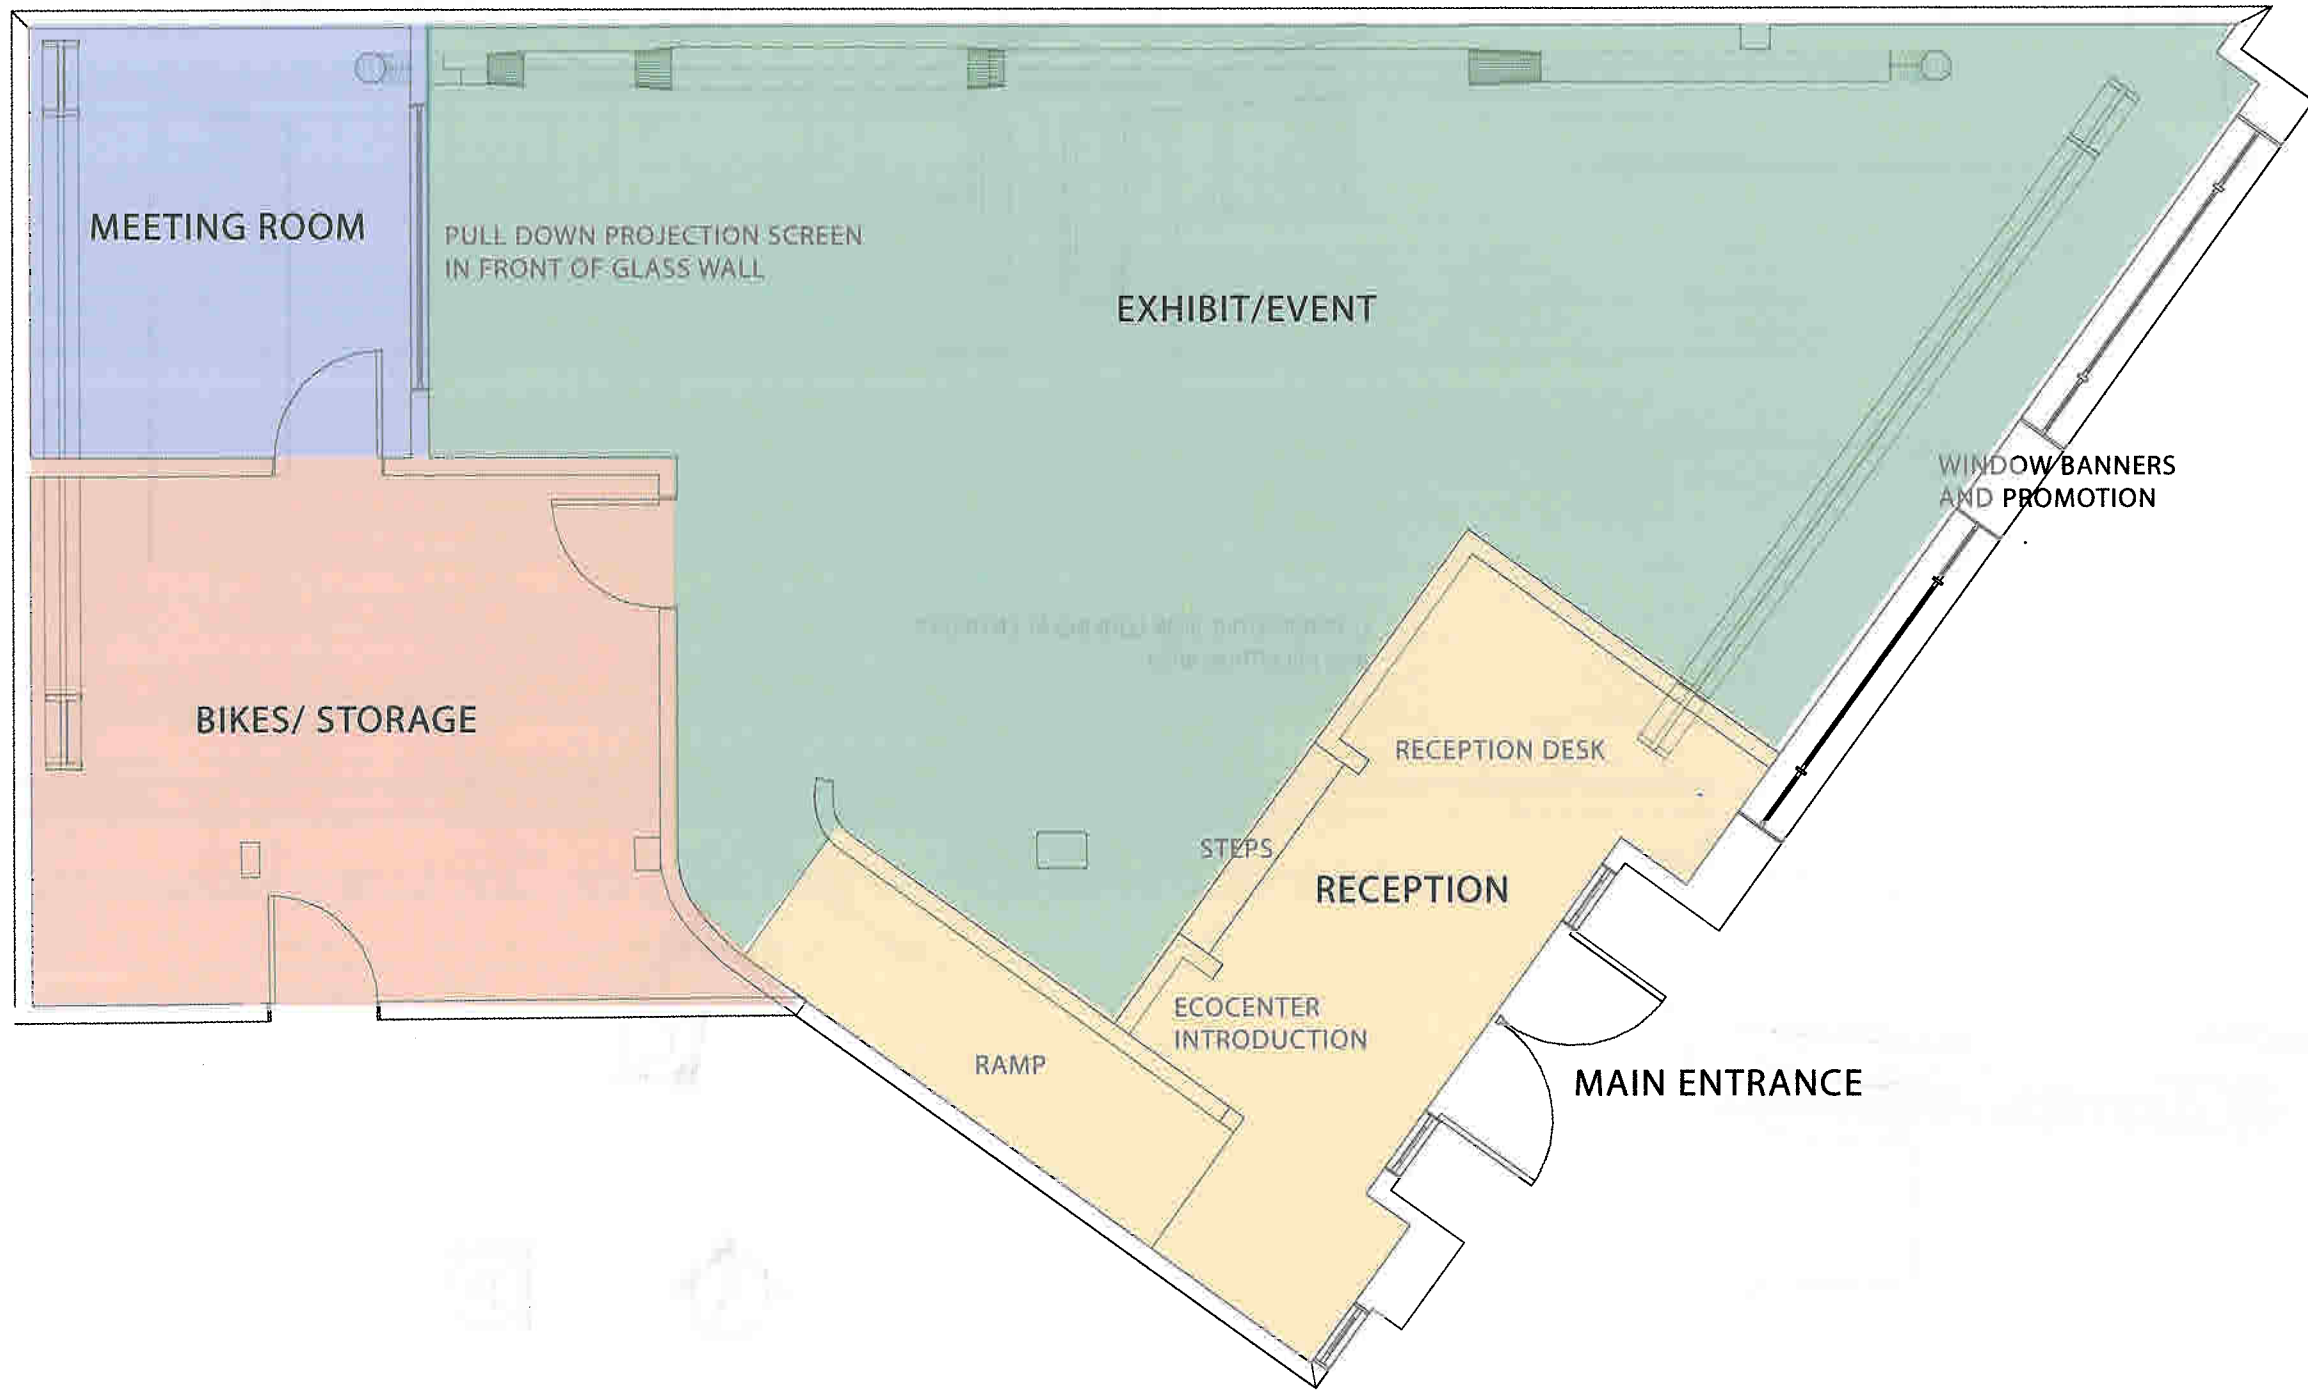 MEETING ROOM
PULL DOWN PROJECTION SCREEN
IN FRONT OF GLASS WALL
EXHIBIT/EVENT
WINDOW BANNERS
AND PROMOTION
BIKES/ STORAGE
RECEPTION DESK
STEPS
RECEPTION
ECOCENTER
INTRODUCTION
RAMP
MAIN ENTRANCE